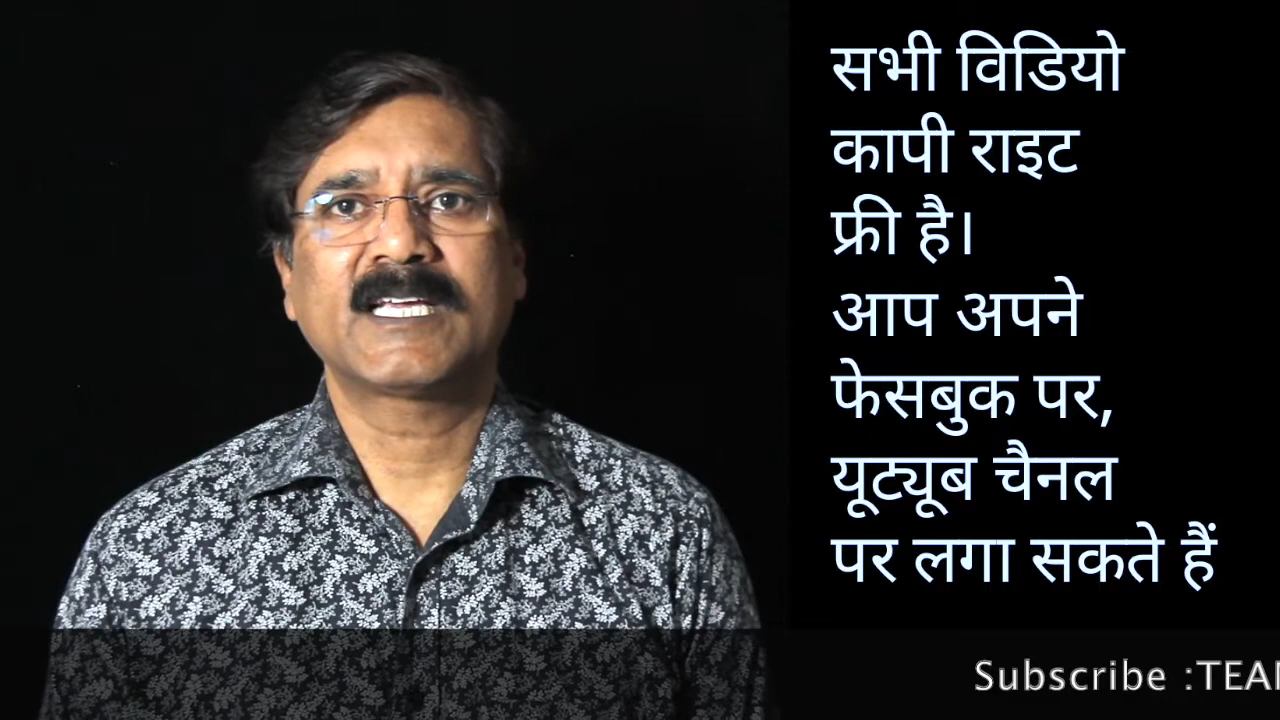 सभी विडियो
कापी राइट
फ्री है।
आप अपने
फेसबुक पर,
यूट्यूब चैनल
पर लगा सकते हैं
Subscribe :